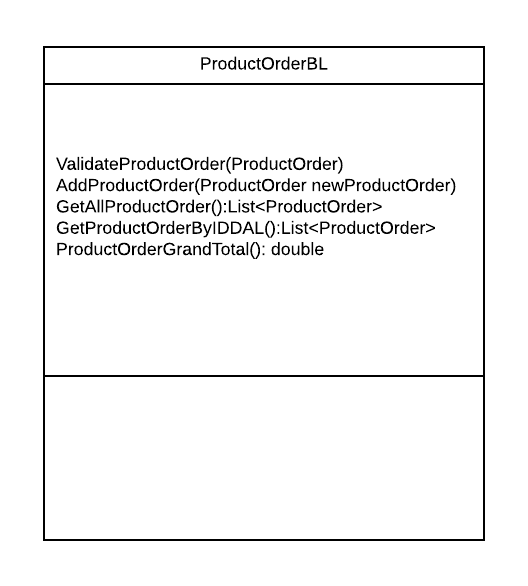 ProductOrderBL
ValidateProductOrder(ProductOrder)
AddProductOrder(ProductOrder newProductOrder)
GetAllProductOrder():List<ProductOrder>
GetProductOrderByIDDAL():List<ProductOrder>
ProductOrderGrandTotal(): double